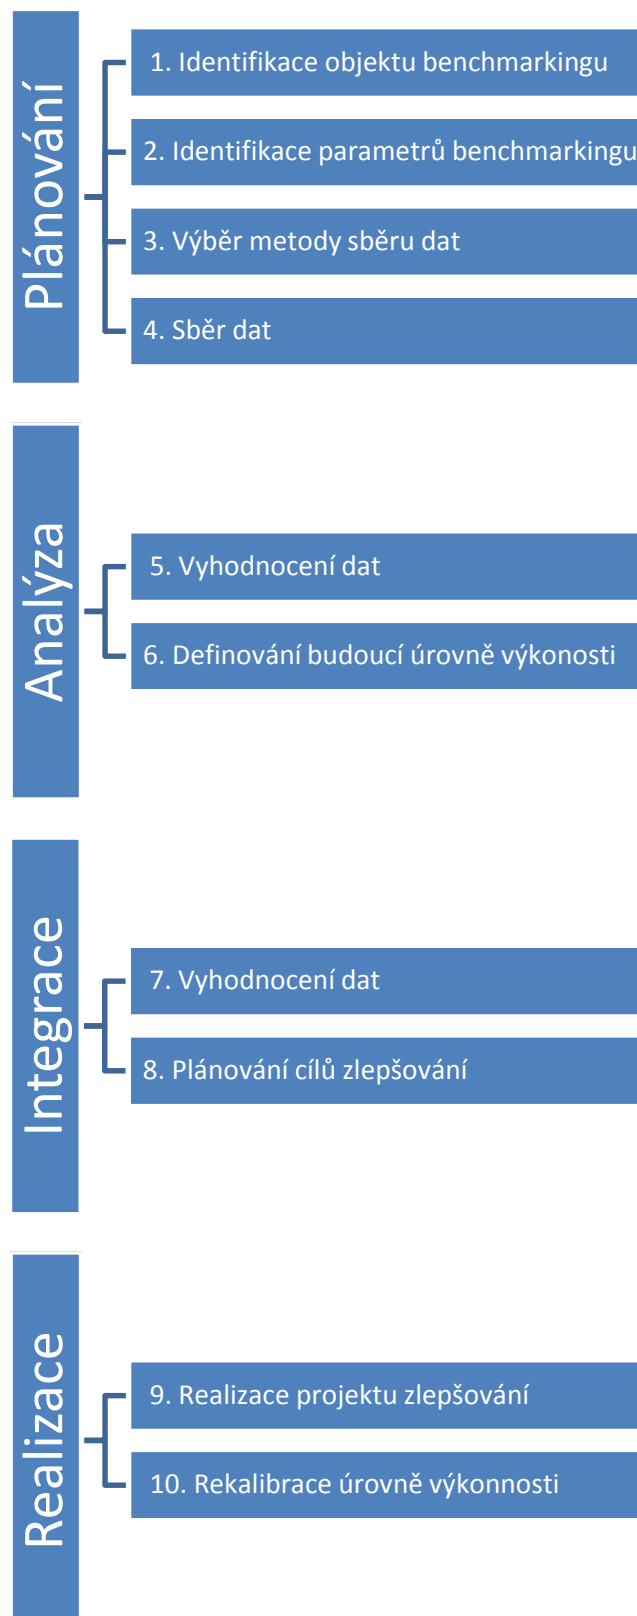 Plánování
1. Identifikace objektu benchmarkingu
2. Identifikace parametrů benchmarkingu
3. Výběr metody sběru dat
4. Sběr dat
Analýza
5. Vyhodnocení dat
6. Definování budoucí úrovně výkonosti
Integrace
7. Vyhodnocení dat
8. Plánování cílů zlepšování
Realizace
9. Realizace projektu zlepšování
10. Rekalibrace úrovně výkonnosti